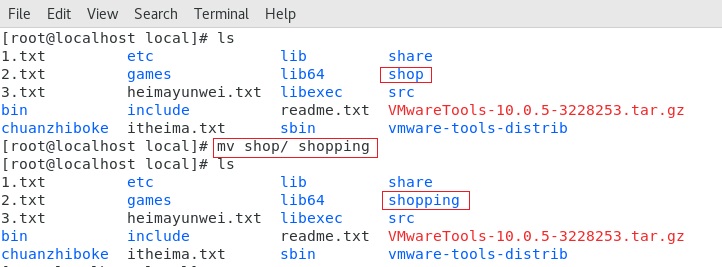 File Edit View Search Terminal Help
[root@localhost local]# ls
1.txt etc lib share
2.txt games lib64 shop
3.txt heimayunwei.txt libexec src
bin include readme.txt VMwareTools-10.0.5-3228253.tar.gz
chuanzhiboke itheima.txt sbin vmware-tools-distrib
[root@localhost local]# mv shop/ shopping
[root@localhost local]# ls
1.txt etc lib share
2.txt games lib64 shopping
3.txt heimayunwei.txt libexec src
bin include readme.txt VMwareTools-10.0.5-3228253.tar.gz
chuanzhiboke itheima.txt sbin vmware-tools-distrib